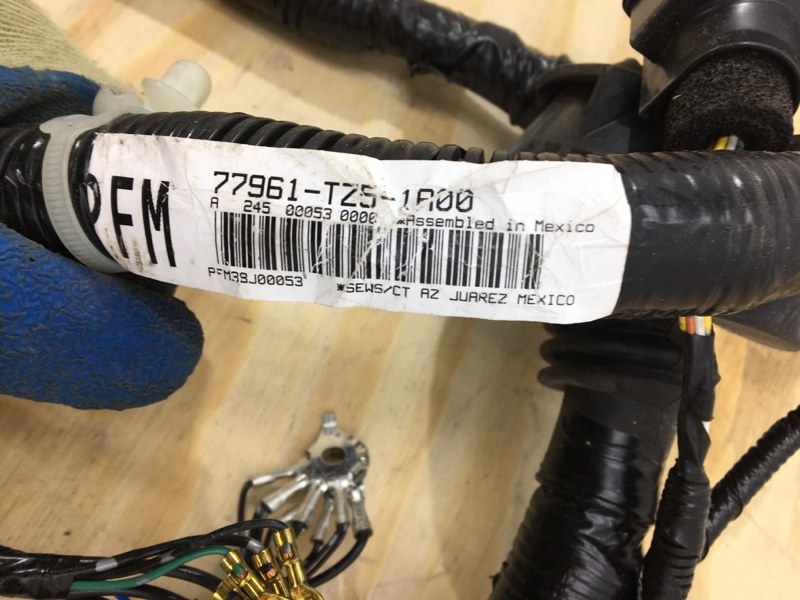 PFM
77961-TZ5-1A00
A 245 00053 0000 *Assembled in Mexico
PFM39J00053
*SEWS/CT AZ JUAREZ MEXICO